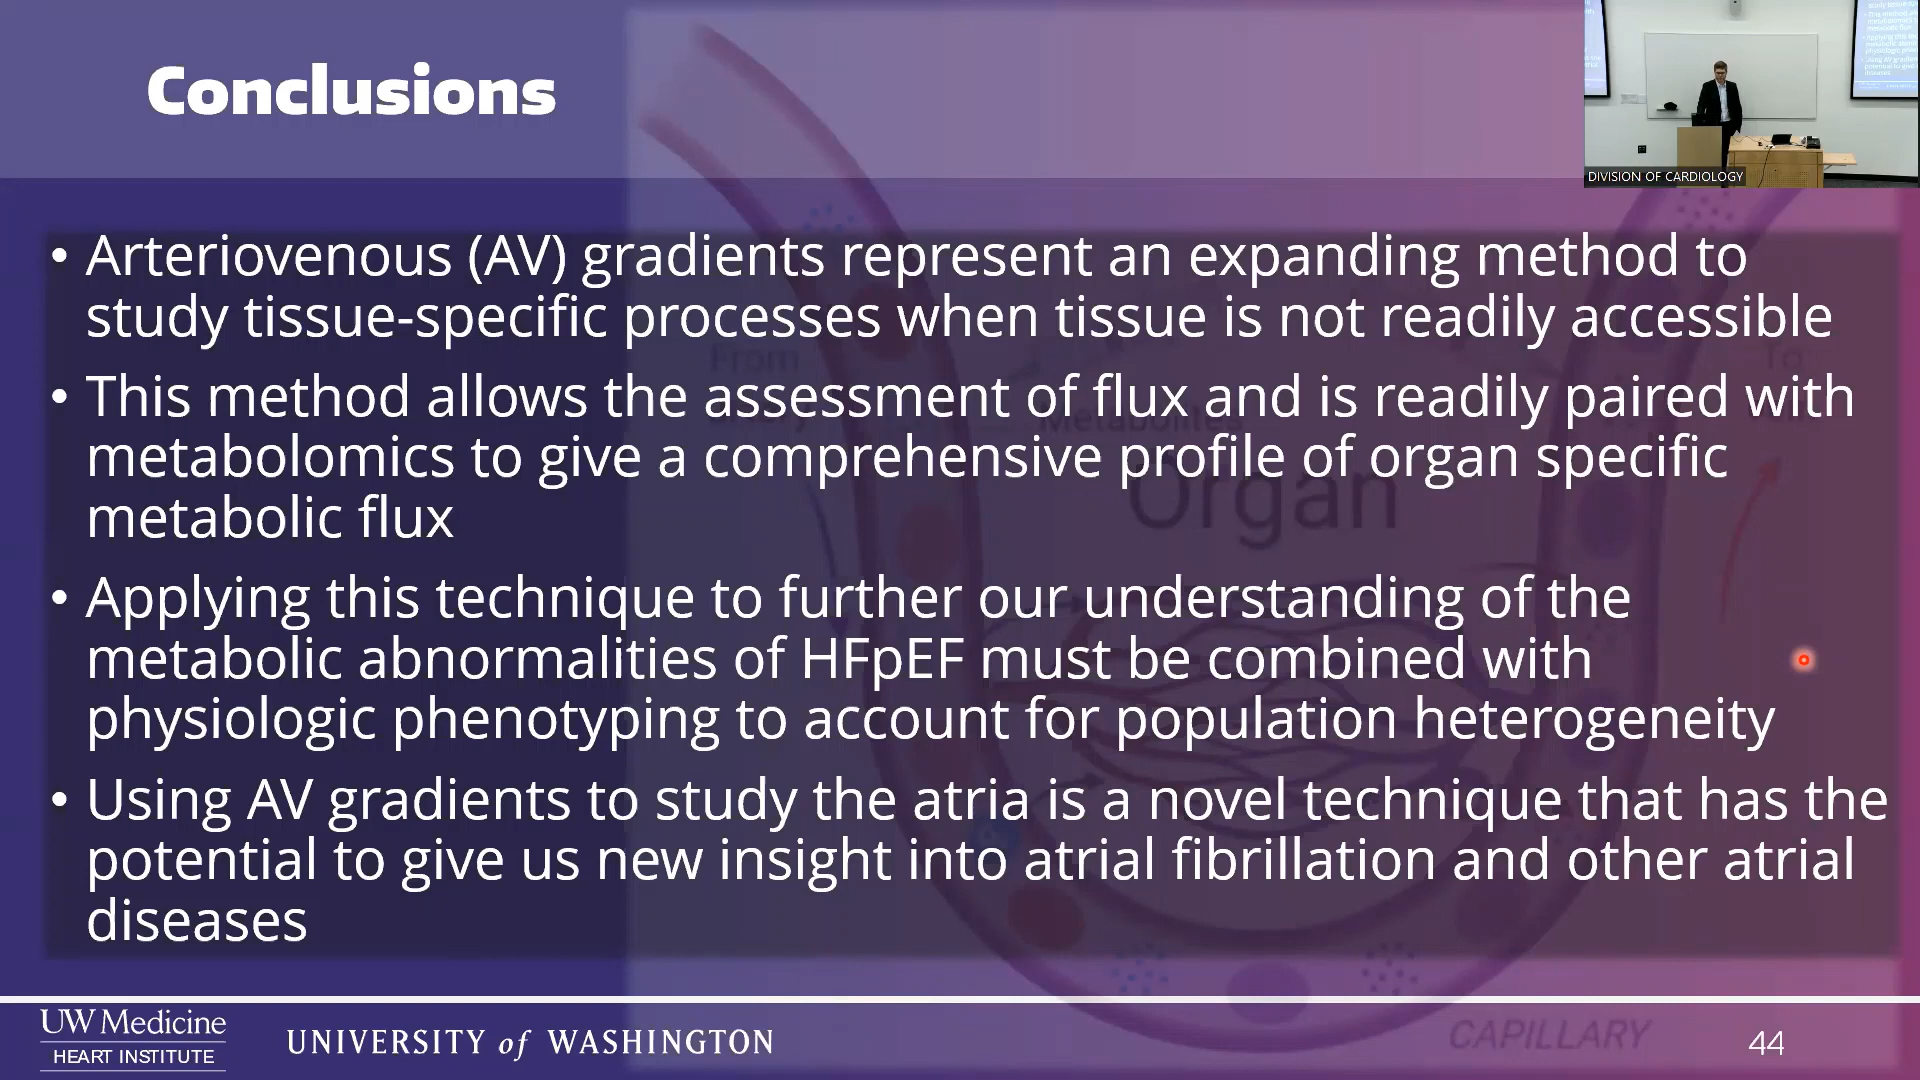 Conclusions
DIVISION OF CARDIOLOGY
• Arteriovenous (AV) gradients represent an expanding method to
study tissue-specific processes when tissue is not readily accessible
• This method allows the assessment of flux and is readily paired with
metabolomics to give a comprehensive profile of organ specific
metabolic flux
• Applying this technique to further our understanding of the
metabolic abnormalities of HFpEF must be combined with
physiologic phenotyping to account for population heterogeneity
• Using AV gradients to study the atria is a novel technique that has the
potential to give us new insight into atrial fibrillation and other atrial
diseases
From
To
Metabolites
Organ
CAPILLARY
UW Medicine
HEART INSTITUTE
UNIVERSITY of WASHINGTON
44